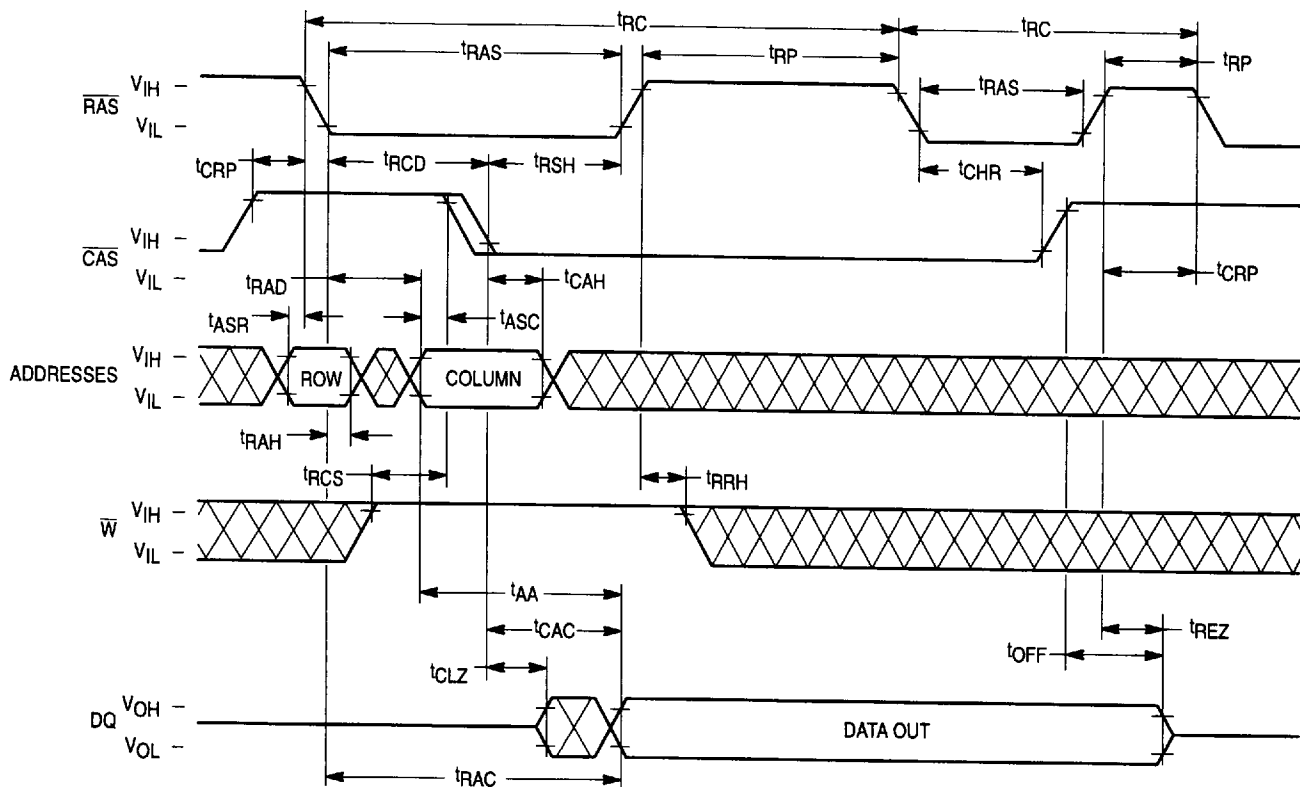 tRC tRC
tRAS tRP tRP
VIH
RAS tRAS
VIL
tCRP tRCD tRSH tCHR
VIH
CAS
VIL tRAD tCAH tCRP
tASR tASC
VIH
ADDRESSES ROW COLUMN
VIL
tRAH
tRCS tRRH
VIH
W
VIL
tAA
tCAC tREZ
tCLZ tOFF
VOH
DQ DATA OUT
VOL
tRAC